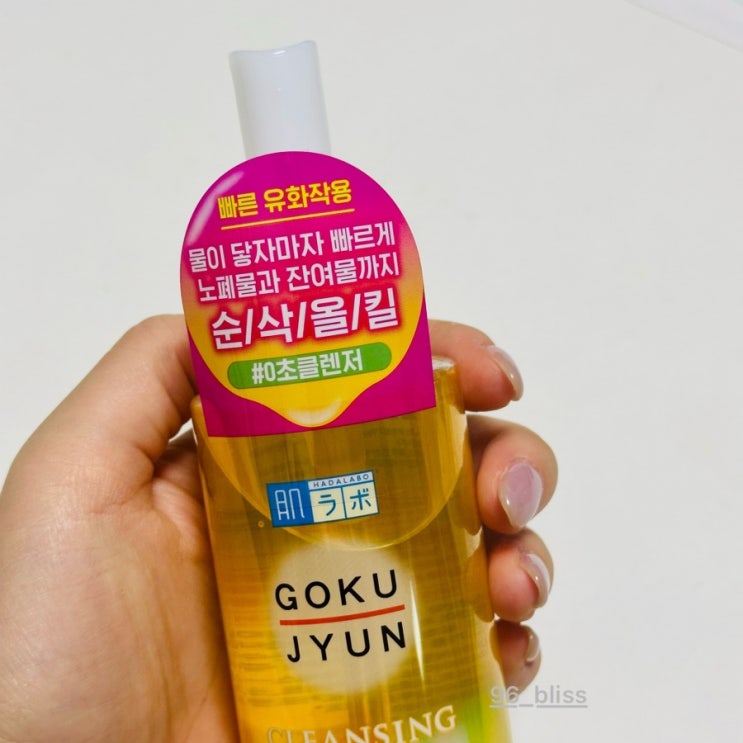 빠른 유화작용
물이 닿자마자 빠르게
노폐물과 잔여물까지
순/삭/올/킬
#0초클렌저
HADALABO
肌ラボ
GOKU
JYUN
CLEANSING
96_bliss